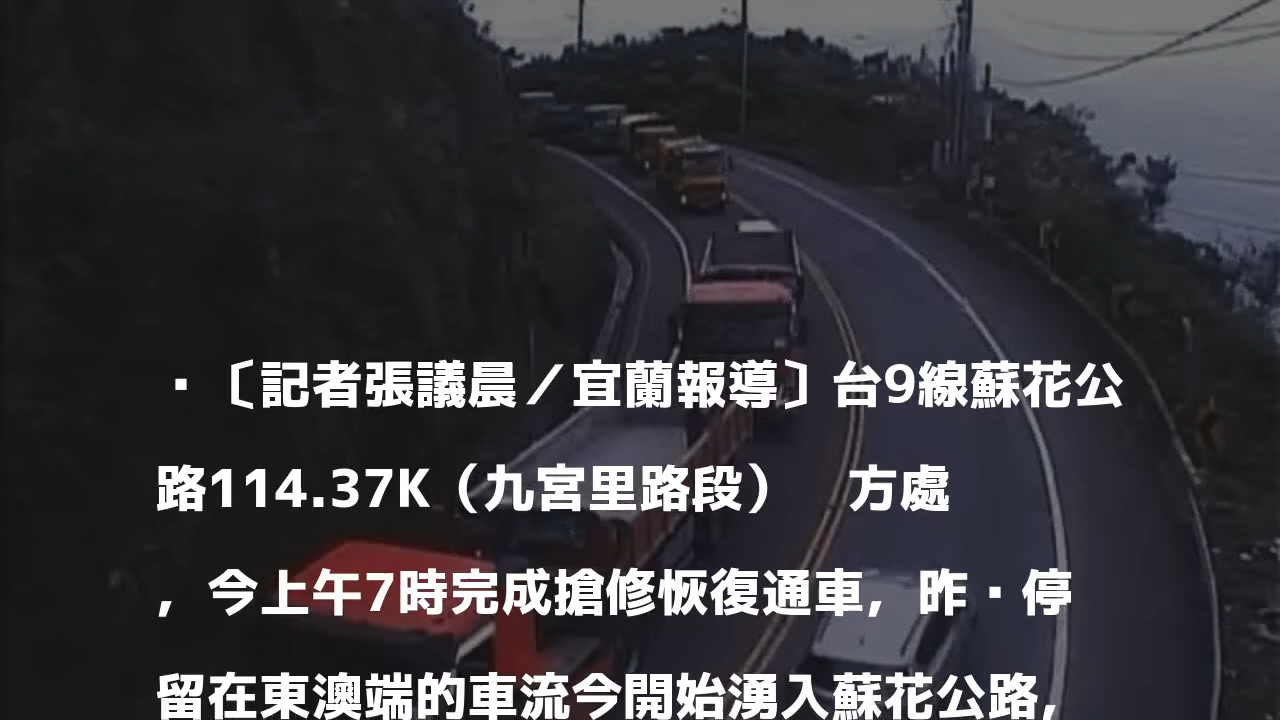 ▪〔記者張議晨／宜蘭報導〕台9線蘇花公
路114.37K（九宮里路段） 方處
，今上午7時完成搶修恢復通車，昨▪停
留在東澳端的車流今開始湧入蘇花公路，